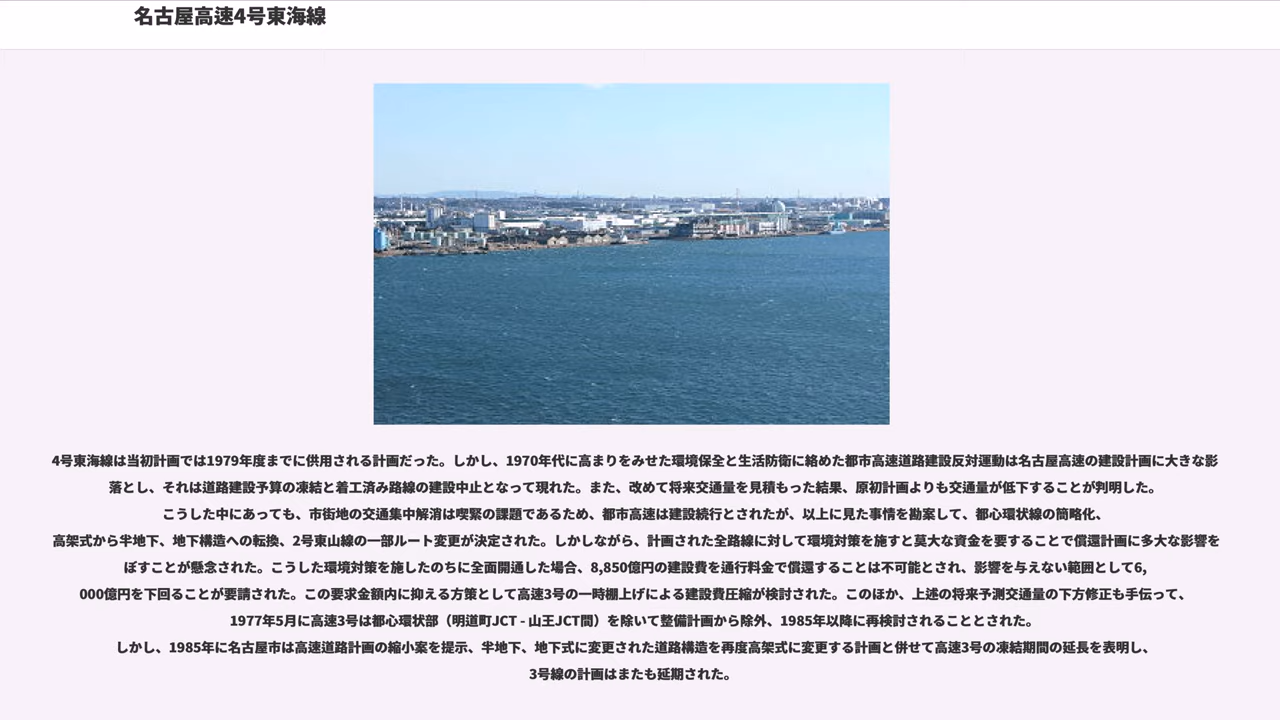 名古屋高速4号東海線
4号東海線は当初計画では1979年度までに供用される計画だった。しかし、1970年代に高まりをみせた環境保全と生活防衛に絡めた都市高速道路建設反対運動は名古屋高速の建設計画に大きな影
落とし、それは道路建設予算の凍結と着工済み路線の建設中止となって現れた。また、改めて将来交通量を見積もった結果、原初計画よりも交通量が低下することが判明した。
こうした中にあっても、市街地の交通集中解消は喫緊の課題であるため、都市高速は建設続行とされたが、以上に見た事情を勘案して、都心環状線の簡略化、
高架式から半地下、地下構造への転換、2号東山線の一部ルート変更が決定された。しかしながら、計画された全路線に対して環境対策を施すと莫大な資金を要することで償還計画に多大な影響を
ぼすことが懸念された。こうした環境対策を施したのちに全面開通した場合、8,850億円の建設費を通行料金で償還することは不可能とされ、影響を与えない範囲として6,
000億円を下回ることが要請された。この要求金額内に抑える方策として高速3号の一時棚上げによる建設費圧縮が検討された。このほか、上述の将来予測交通量の下方修正も手伝って、
1977年5月に高速3号は都心環状部（明道町JCT - 山王JCT間）を除いて整備計画から除外、1985年以降に再検討されることとされた。
しかし、1985年に名古屋市は高速道路計画の縮小案を提示、半地下、地下式に変更された道路構造を再度高架式に変更する計画と併せて高速3号の凍結期間の延長を表明し、
3号線の計画はまたも延期された。